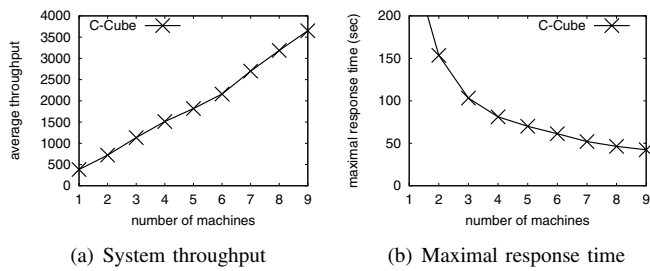 C-Cube
4000
3500
3000
2500
2000
1500
1000
500
0
average throughput
1 2 3 4 5 6 7 8 9
number of machines
(a) System throughput
C-Cube
200
150
100
50
0
maximal response time (sec)
1 2 3 4 5 6 7 8 9
number of machines
(b) Maximal response time